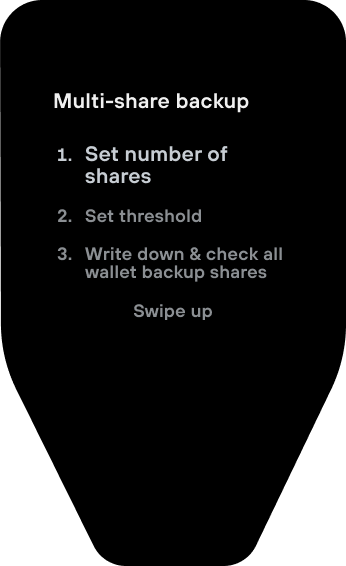 Multi-share backup
1. Set number of
shares
2. Set threshold
3. Write down & check all
wallet backup shares
Swipe up